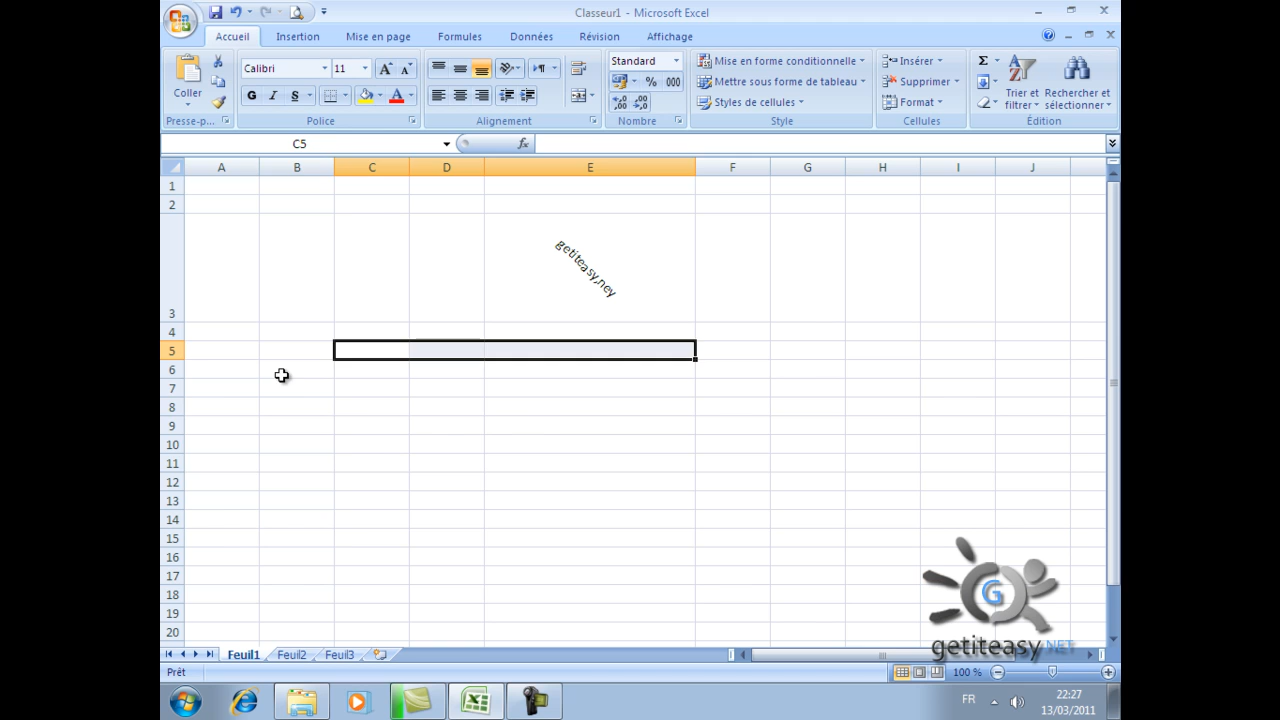 Classeur1 - Microsoft Excel
Accueil Insertion Mise en page Formules Données Révision Affichage
Coller
Presse-p...
Calibri 11
G I S
Police
Alignement
Standard
% 000
Nombre
Mise en forme conditionnelle
Mettre sous forme de tableau
Styles de cellules
Style
Insérer
Supprimer
Format
Cellules
Σ
Trier et filtrer
Rechercher et sélectionner
Édition
C5 fx
A B C D E F G H I J
1
2
getiteasy,ney
3
4
5
6
7
8
9
10
11
12
13
14
15
16
17
18
19
20
G
getiteasy.NET
Feuil1 Feuil2 Feuil3
Prêt 100 %
FR 22:27
13/03/2011